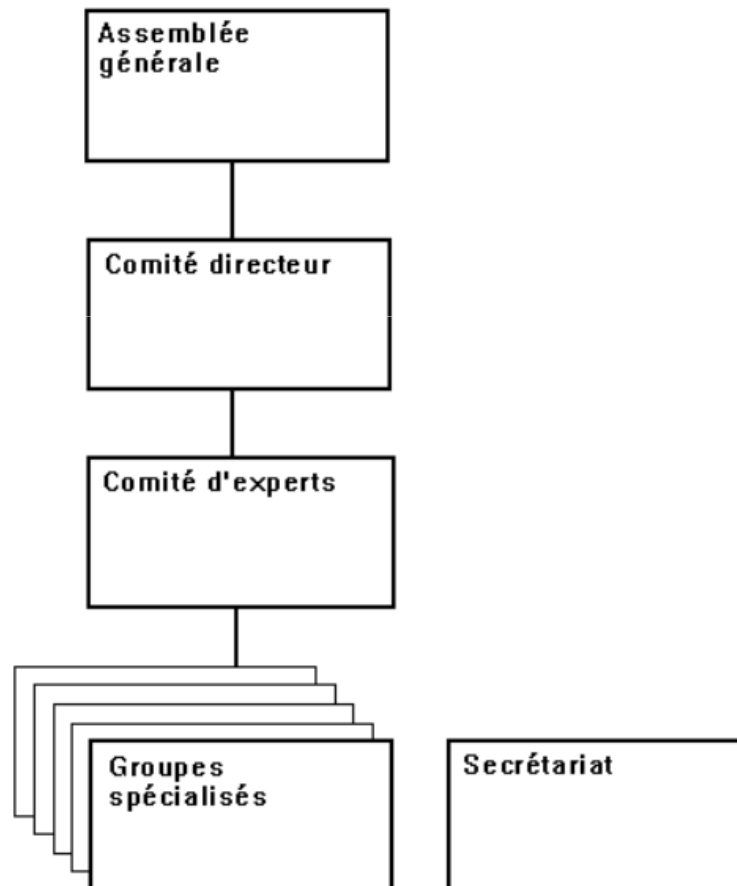 Assemblée
générale
Comité directeur
Comité d'experts
Groupes
spécialisés
Secrétariat